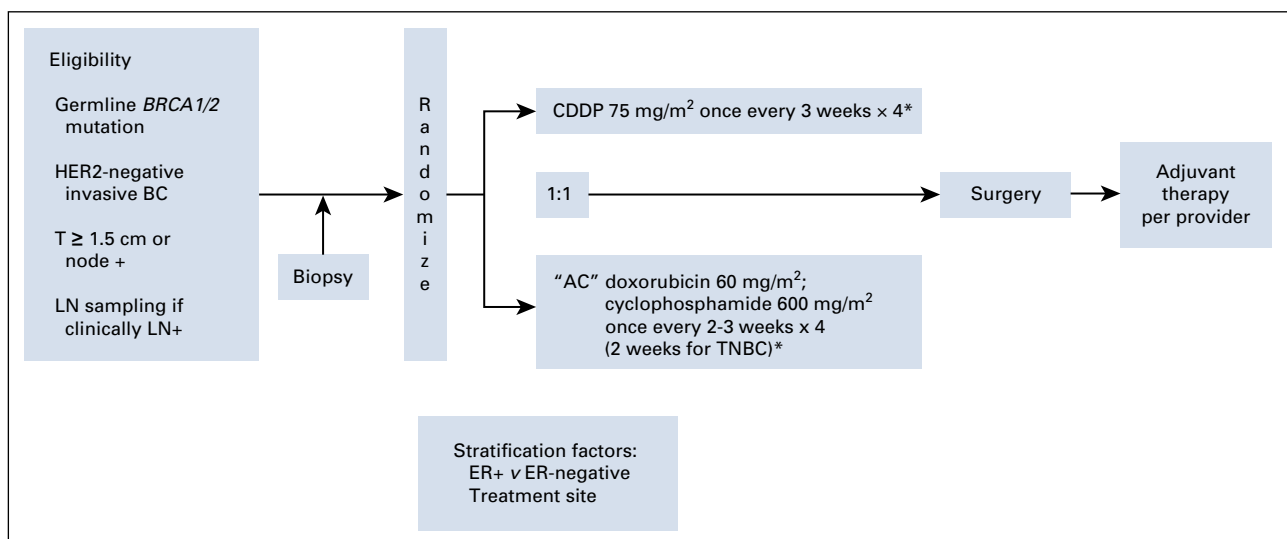 Eligibility
Germline BRCA1/2
mutation
HER2-negative
invasive BC
T ≥ 1.5 cm or
node +
LN sampling if
clinically LN+
Biopsy
R
a
n
d
o
m
i
z
e
CDDP 75 mg/m² once every 3 weeks × 4*
1:1
"AC" doxorubicin 60 mg/m²;
cyclophosphamide 600 mg/m²
once every 2-3 weeks x 4
(2 weeks for TNBC)*
Surgery
Adjuvant
therapy
per provider
Stratification factors:
ER+ v ER-negative
Treatment site